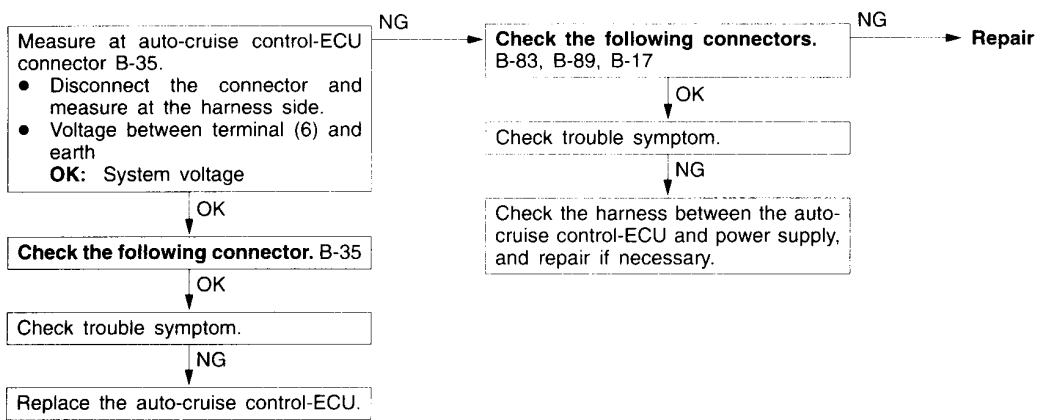 Measure at auto-cruise control-ECU
connector B-35.
● Disconnect the connector and
measure at the harness side.
● Voltage between terminal (6) and
earth
OK: System voltage
OK
Check the following connector. B-35
OK
Check trouble symptom.
NG
Replace the auto-cruise control-ECU.
NG
Check the following connectors.
B-83, B-89, B-17
NG
Repair
OK
Check trouble symptom.
NG
Check the harness between the auto-
cruise control-ECU and power supply,
and repair if necessary.